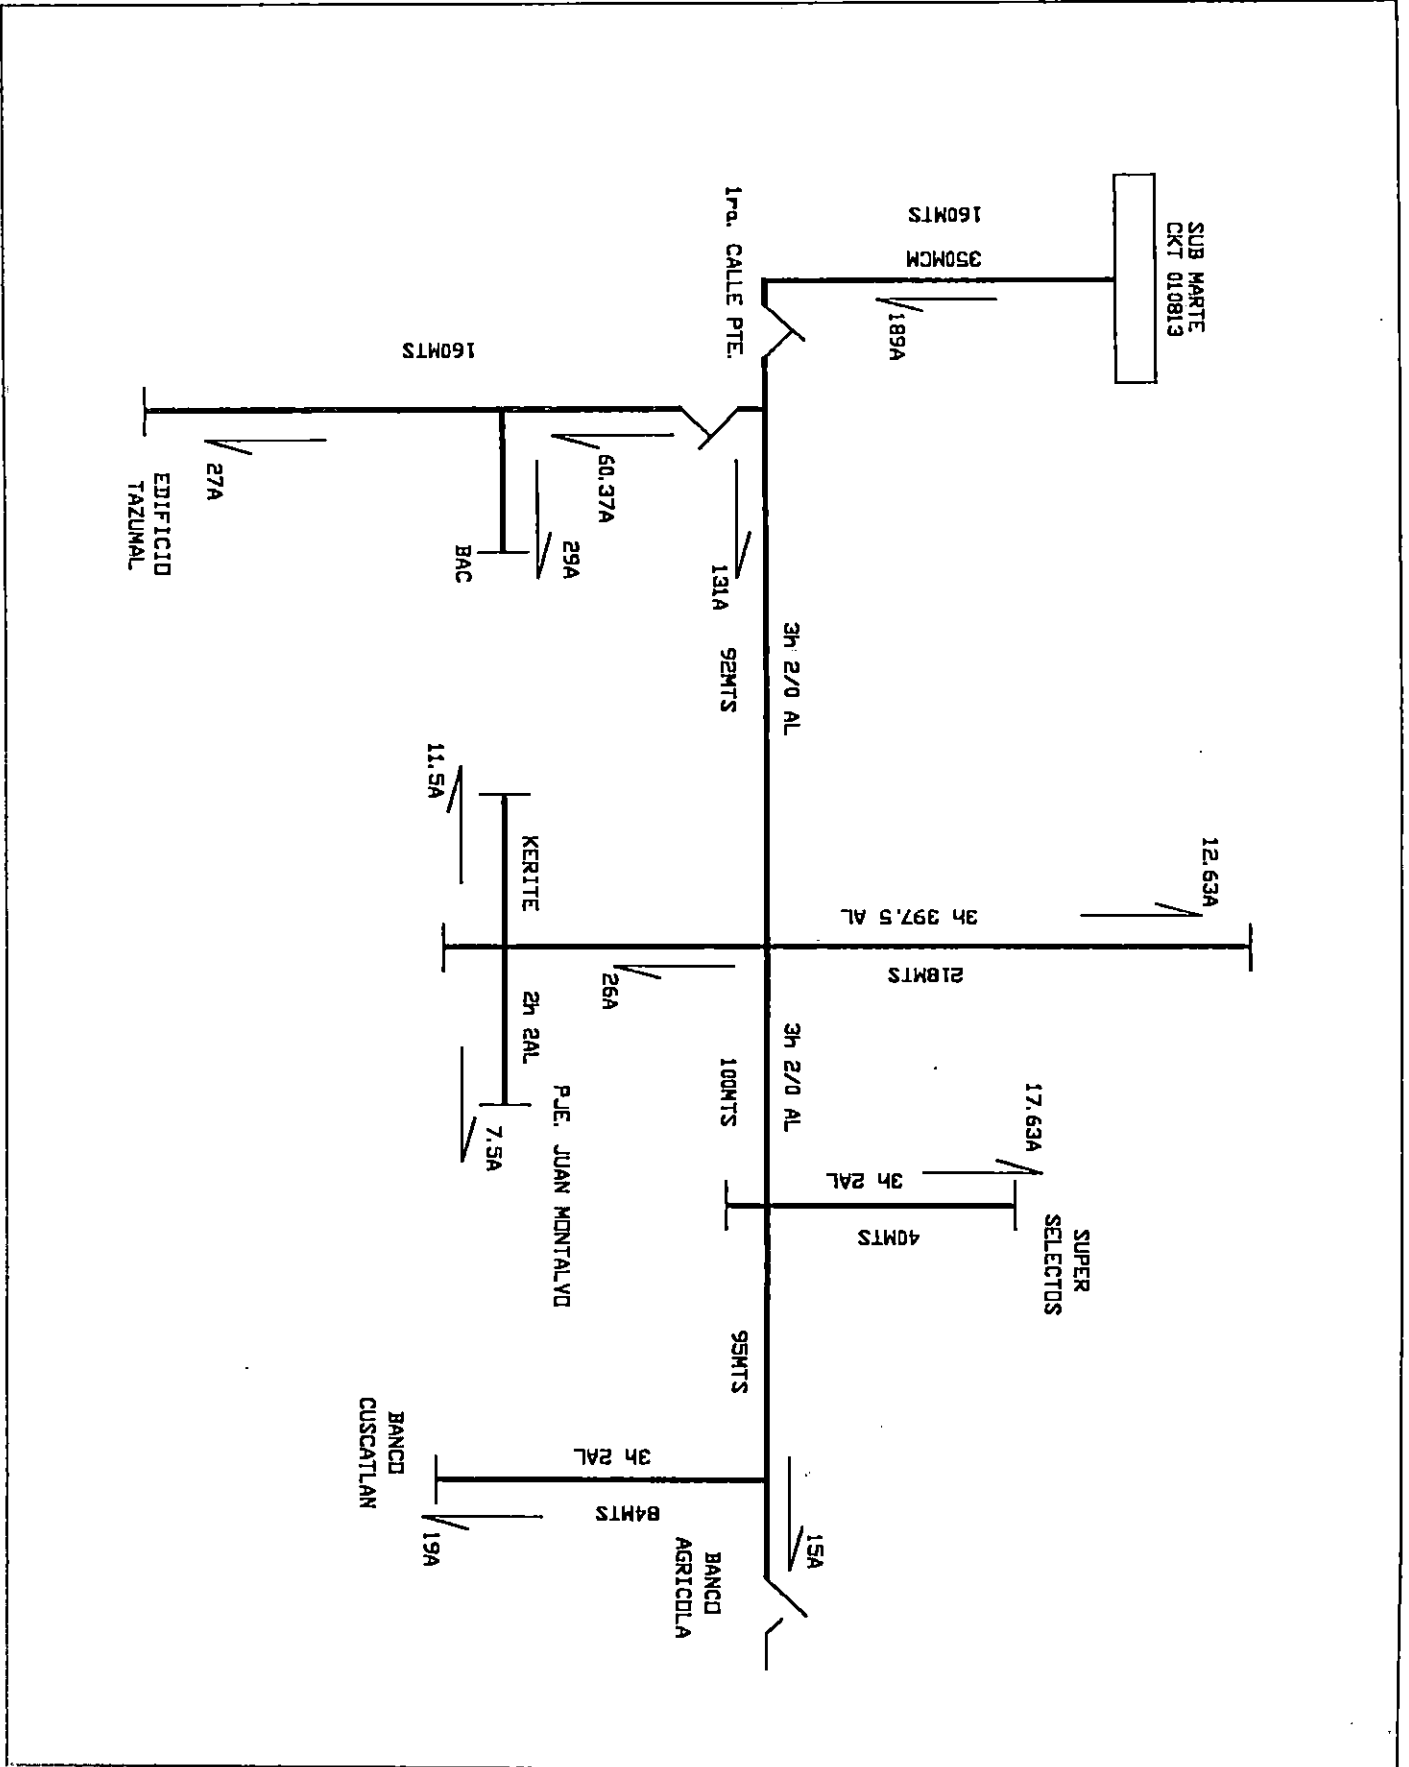 SUB MARTE
CKT 010813
160MTS
350MCM
189A
1ra. CALLE PTE.
160MTS
60.37A
27A
EDIFICIO
TAZUMAL
29A
BAC
131A
92MTS
3h 2/0 AL
12.63A
3h 397.5 AL
218MTS
26A
11.5A
KERITE
2h 2AL
7.5A
PJE. JUAN MONTALVO
3h 2/0 AL
100MTS
17.63A
3h 2AL
40MTS
SUPER
SELECTOS
95MTS
3h 2AL
84MTS
19A
BANCO
CUSCATLAN
15A
BANCO
AGRICOLA